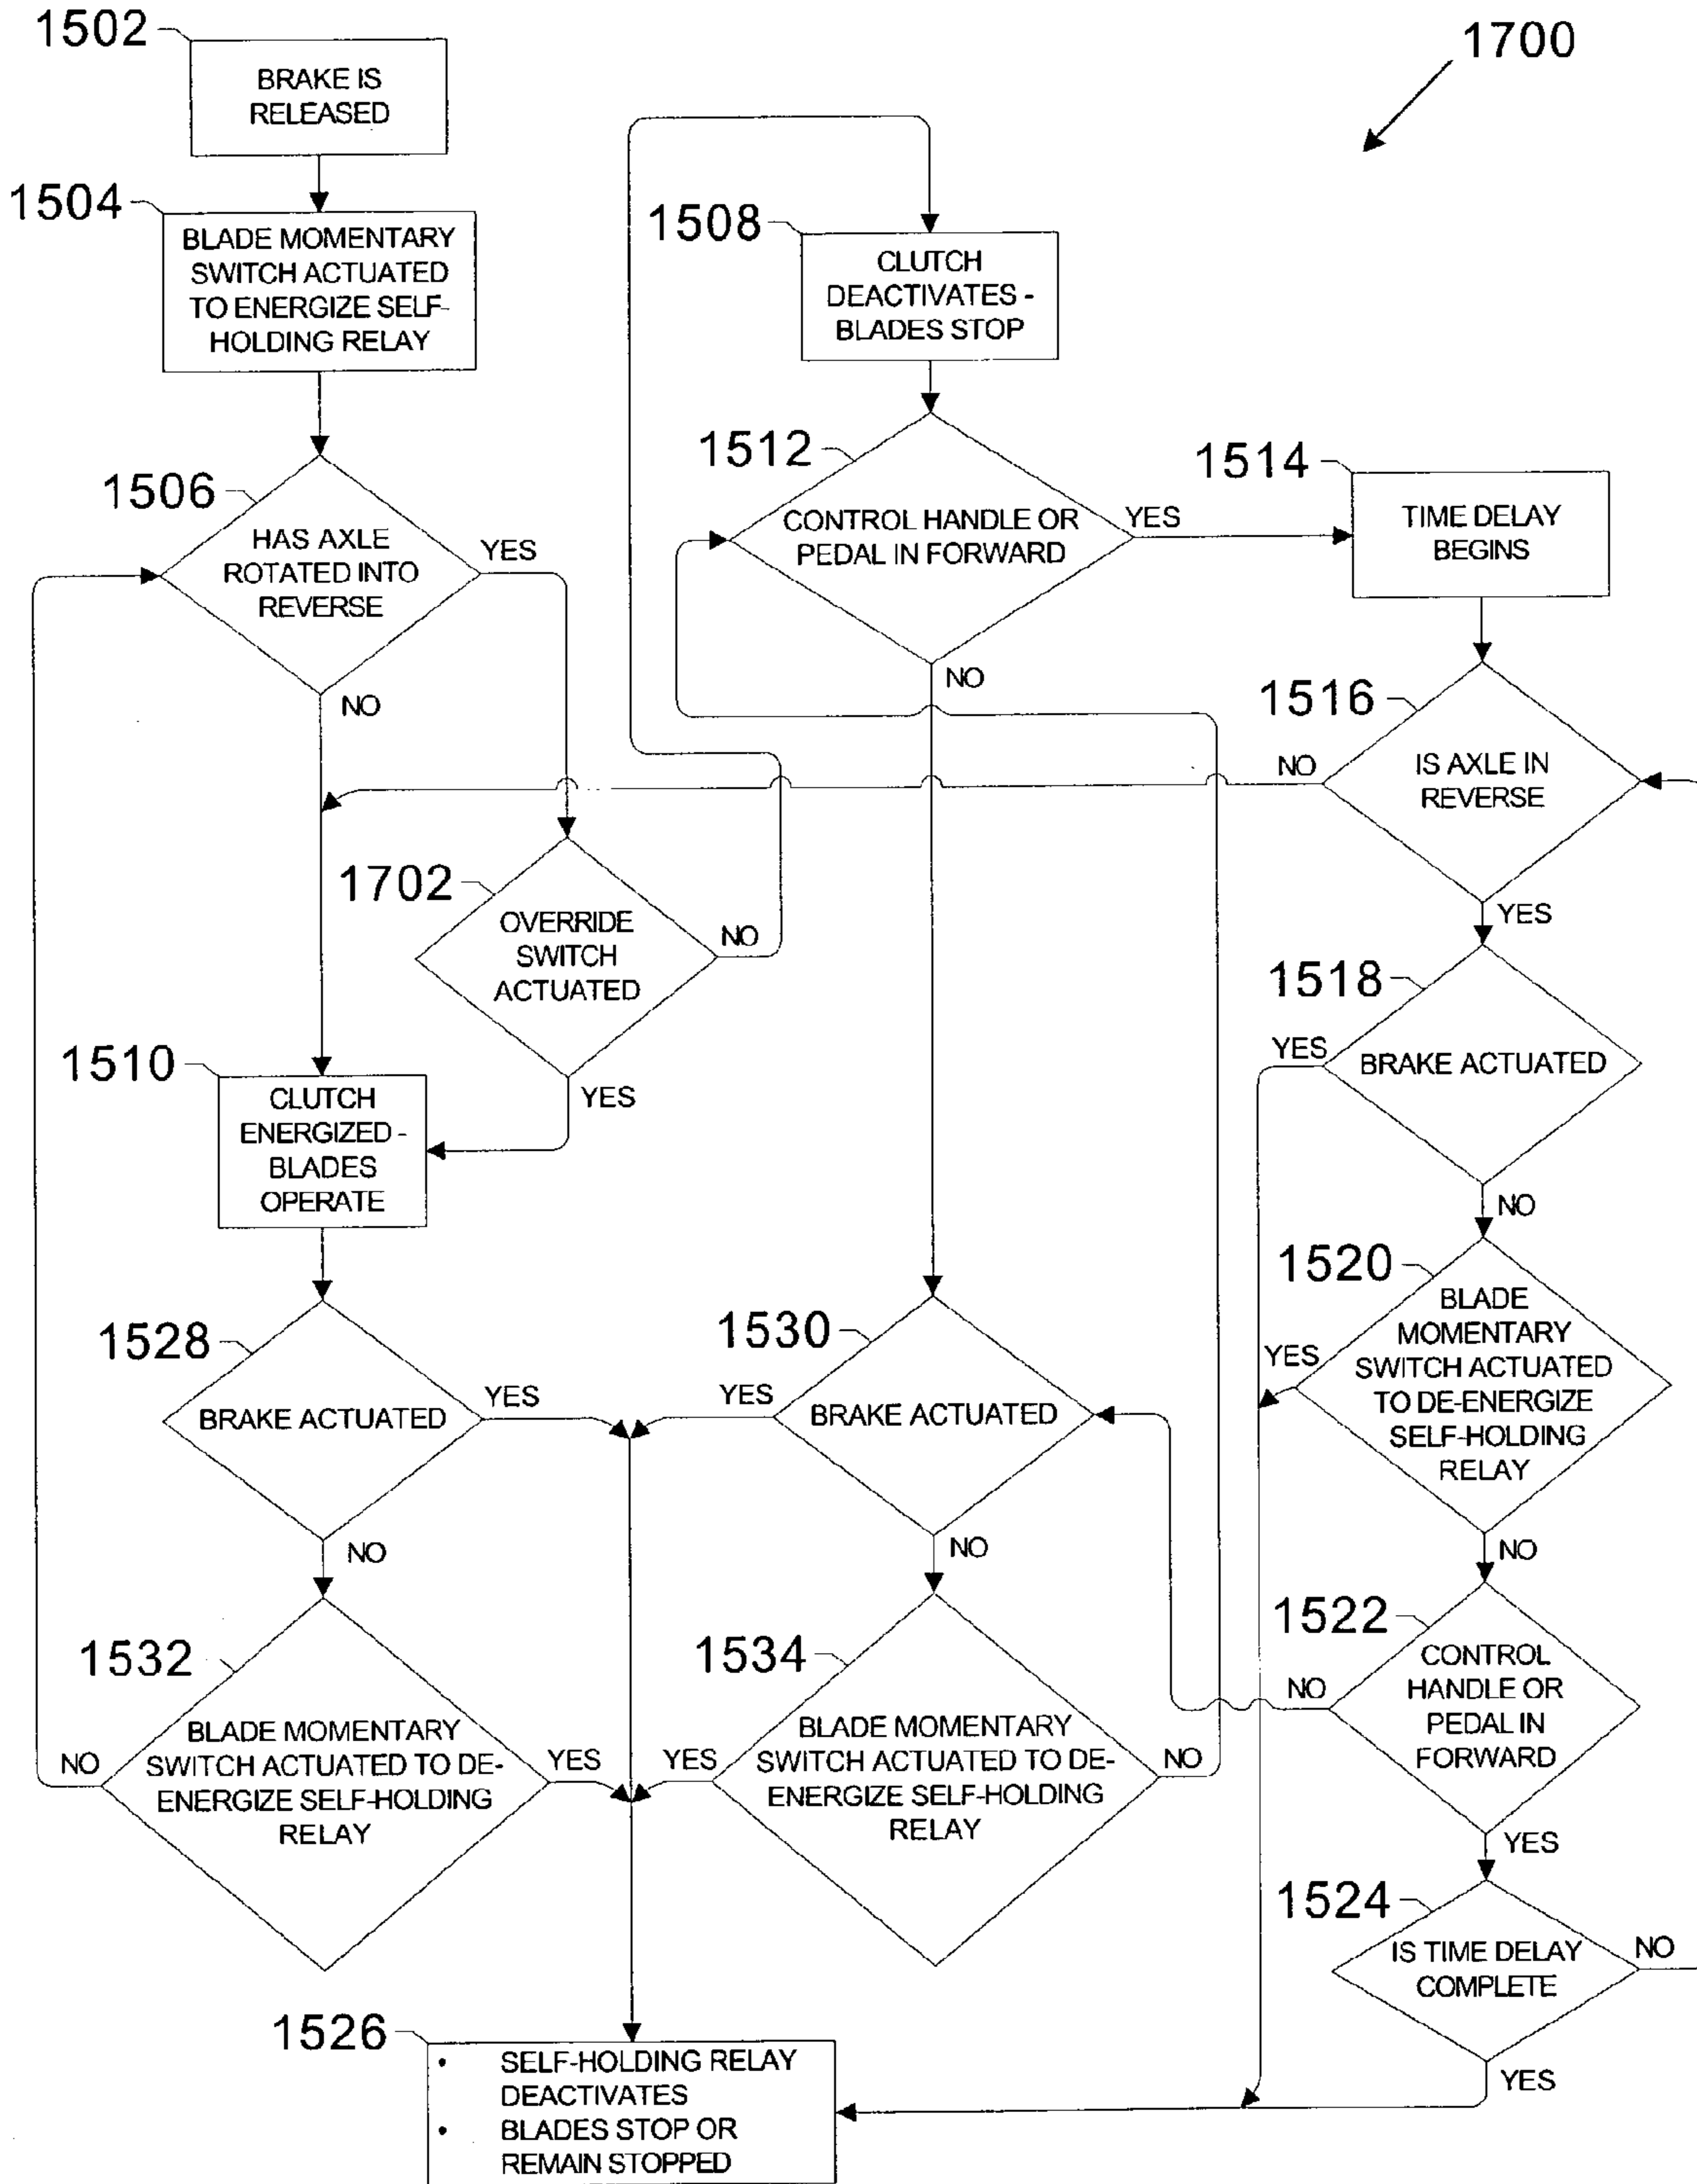 1502
BRAKE IS
RELEASED
1700
1504
BLADE MOMENTARY
SWITCH ACTUATED
TO ENERGIZE SELF-
HOLDING RELAY
1508
CLUTCH
DEACTIVATES -
BLADES STOP
1506
HAS AXLE
ROTATED INTO
REVERSE
YES
NO
1512
CONTROL HANDLE OR
PEDAL IN FORWARD
YES
NO
1514
TIME DELAY
BEGINS
1516
IS AXLE IN
REVERSE
NO
YES
1702
OVERRIDE
SWITCH
ACTUATED
NO
YES
1518
BRAKE ACTUATED
YES
NO
1510
CLUTCH
ENERGIZED -
BLADES
OPERATE
1520
BLADE
MOMENTARY
SWITCH ACTUATED
TO DE-ENERGIZE
SELF-HOLDING
RELAY
YES
NO
1528
BRAKE ACTUATED
YES
NO
1530
BRAKE ACTUATED
YES
NO
1522
CONTROL
HANDLE OR
PEDAL IN
FORWARD
NO
YES
1532
BLADE MOMENTARY
SWITCH ACTUATED TO DE-
ENERGIZE SELF-HOLDING
RELAY
NO
YES
1534
BLADE MOMENTARY
SWITCH ACTUATED TO DE-
ENERGIZE SELF-HOLDING
RELAY
YES
NO
1524
IS TIME DELAY
COMPLETE
NO
YES
1526
• SELF-HOLDING RELAY
DEACTIVATES
• BLADES STOP OR
REMAIN STOPPED